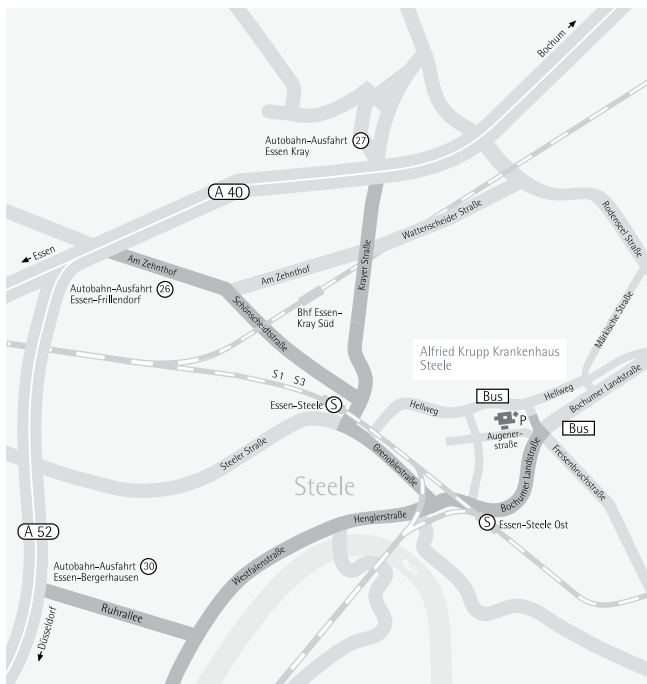 Bochum
Autobahn-Ausfahrt 27
Essen Kray
A 40
Rodenseel Straße
Wattenscheider Straße
Essen
Am Zehnthof
Am Zehnthof
Krayer Straße
Autobahn-Ausfahrt 26
Essen-Frillendorf
Schönscheidtstraße
Bhf Essen-
Kray Süd
Märkische Straße
Alfried Krupp Krankenhaus
Steele
S1 S3
Essen-Steele S
Hellweg
Bus
Hellweg
Bochumer Landstraße
P
Bus
Augener-
straße
Steeler Straße
Grenoblestraße
Freisenbruchstraße
Bochumer Landstraße
Steele
Henglerstraße
S Essen-Steele Ost
A 52
Autobahn-Ausfahrt 30
Essen-Bergerhausen
Westfalenstraße
Ruhr
Ruhrallee
Düsseldorf